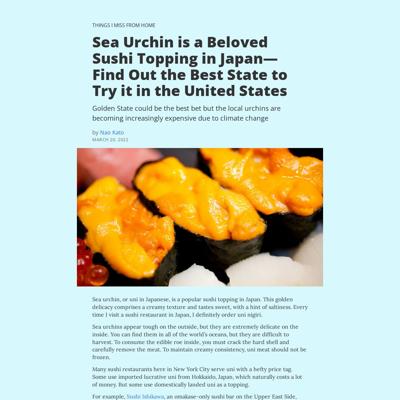 THINGS I MISS FROM HOME
Sea Urchin is a Beloved
Sushi Topping in Japan—
Find Out the Best State to
Try it in the United States
Golden State could be the best bet but the local urchins are
becoming increasingly expensive due to climate change
by Nao Kato
MARCH 20, 2022
Sea urchin, or uni in Japanese, is a popular sushi topping in Japan. This golden
delicacy comprises a creamy texture and tastes sweet, with a hint of saltiness. Every
time I visit a sushi restaurant in Japan, I definitely order uni nigiri.
Sea urchins appear tough on the outside, but they are extremely delicate on the
inside. You can find them in all of the world's oceans, but they are difficult to
harvest. To consume the edible roe inside, you must crack the hard shell and
carefully remove the meat. To maintain creamy consistency, uni meat should not be
frozen.
Many sushi restaurants here in New York City serve uni with a hefty price tag.
Some use imported lucrative uni from Hokkaido, Japan, which naturally costs a lot
of money. But some use domestically landed uni as a topping.
For example, Sushi Ishikawa, an omakase-only sushi bar on the Upper East Side,